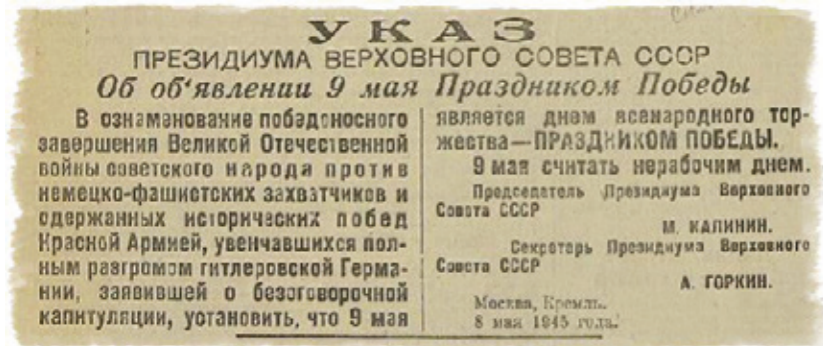 УКАЗ
ПРЕЗИДИУМА ВЕРХОВНОГО СОВЕТА СССР
Об об‘явлении 9 мая Праздником Победы
В ознаменование победоносного
завершения Великой Отечественной
войны советского народа против
немецко-фашистских захватчиков и
одержанных исторических побед
Красной Армией, увенчавшихся пол-
ным разгромом гитлеровской Герма-
нии, заявившей о безоговорочной
капитуляции, установить, что 9 мая
является днем всенародного тор-
жества—ПРАЗДНИКОМ ПОБЕДЫ.
9 мая считать нерабочим днем.
Председатель Президиума Верховного
Совета СССР
М. КАЛИНИН.
Секретарь Президиума Верховного
Совета СССР
А. ГОРКИН.
Москва, Кремль.
8 мая 1945 года.